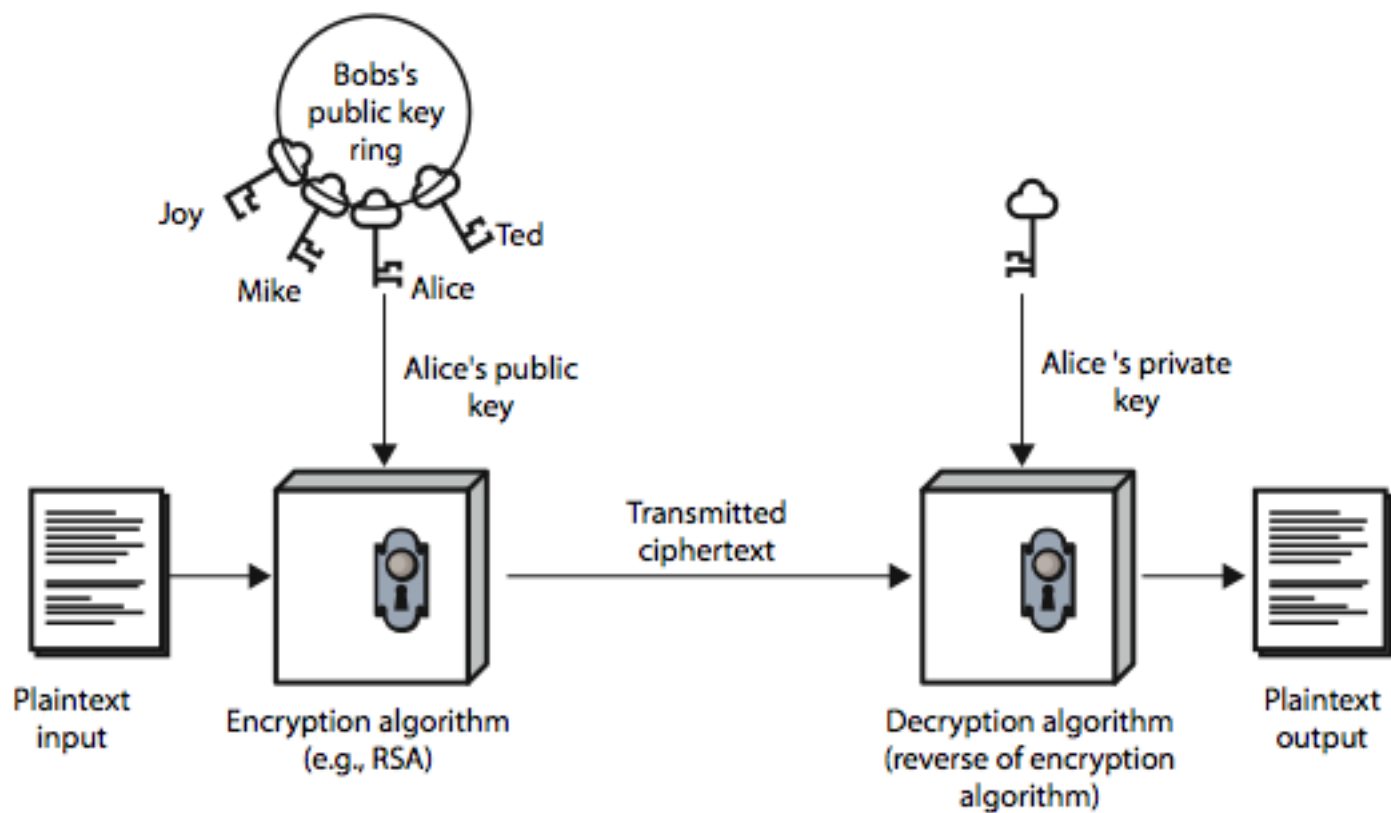 Bobs's
public key
ring
Joy
Ted
Mike
Alice
Alice's public
key
Alice 's private
key
Transmitted
ciphertext
Plaintext
input
Encryption algorithm
(e.g., RSA)
Decryption algorithm
(reverse of encryption
algorithm)
Plaintext
output